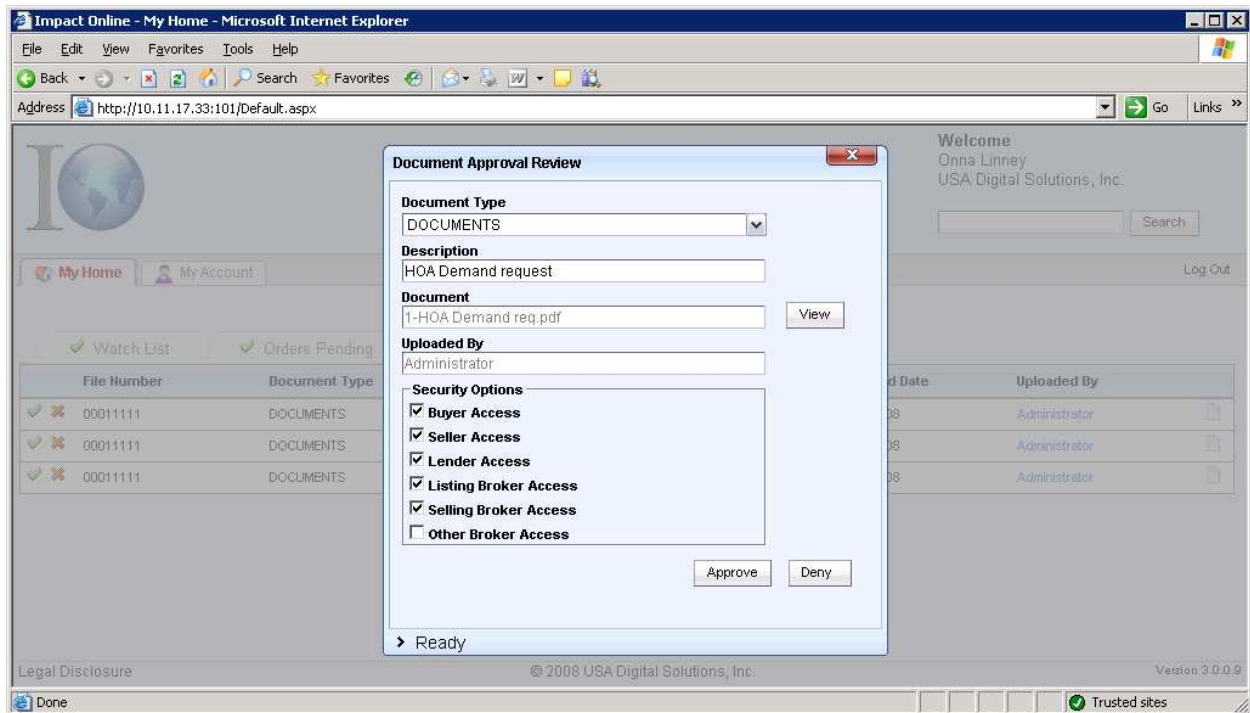 Impact Online - My Home - Microsoft Internet Explorer
File Edit View Favorites Tools Help
Back Search Favorites
Address http://10.11.17.33:101/Default.aspx Go Links »
IO
Welcome
Onna Linney
USA Digital Solutions, Inc.
Search
My Home My Account Log Out
Watch List Orders Pending
File Number Document Type d Date Uploaded By
00011111 DOCUMENTS 08 Administrator
00011111 DOCUMENTS 08 Administrator
00011111 DOCUMENTS 08 Administrator
Document Approval Review
Document Type
DOCUMENTS
Description
HOA Demand request
Document
1-HOA Demand req.pdf View
Uploaded By
Administrator
Security Options
Buyer Access
Seller Access
Lender Access
Listing Broker Access
Selling Broker Access
Other Broker Access
Approve Deny
Ready
Legal Disclosure © 2008 USA Digital Solutions, Inc. Version 3.0.0.9
Done Trusted sites